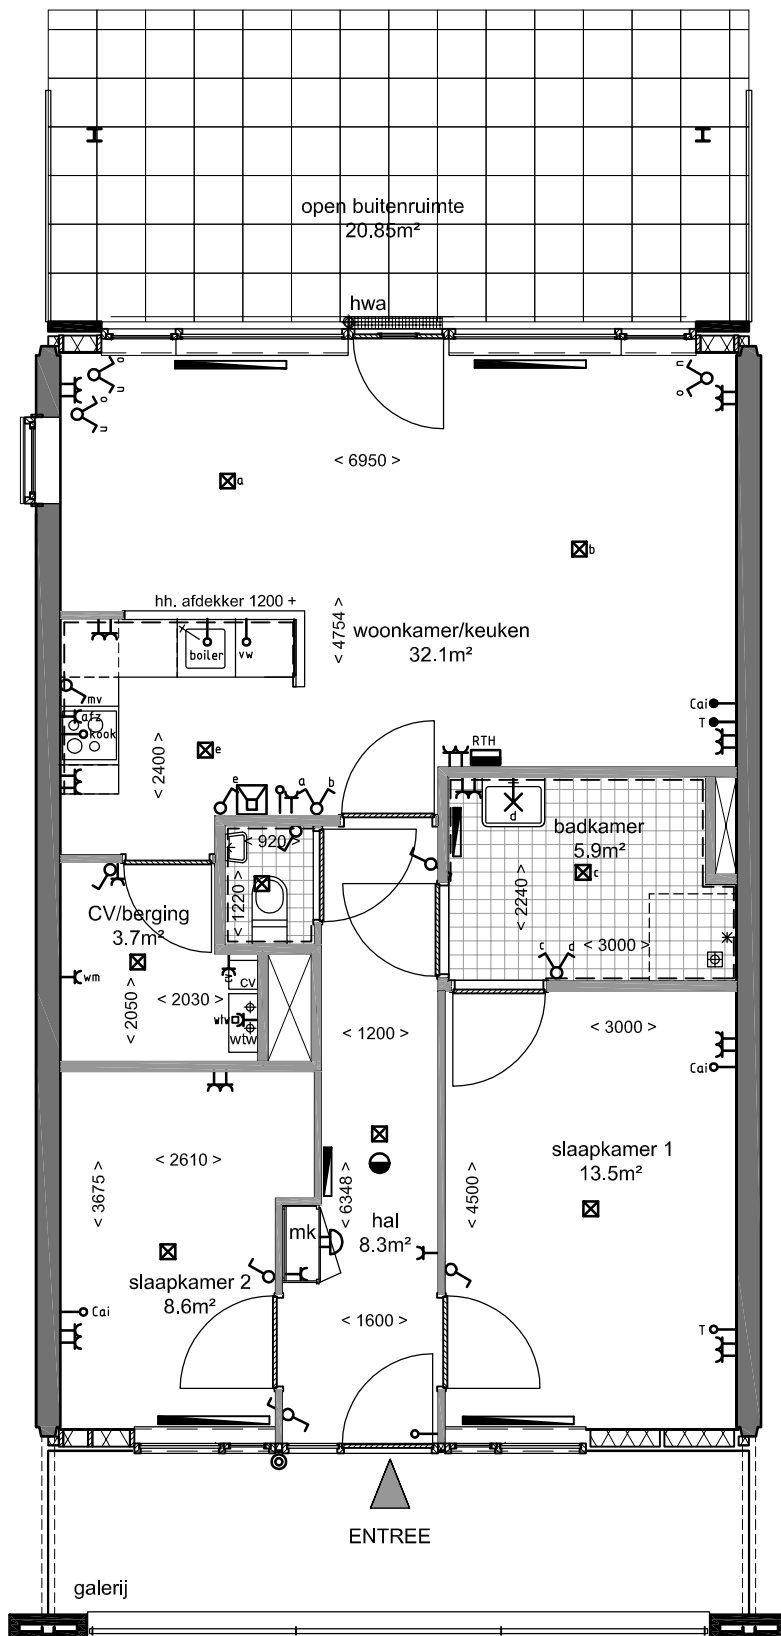 open buitenruimte
20.85m²
hwa
o
n
o
n
n
o
< 6950 >
a
b
hh. afdekker 1200 +
< 4754 >
woonkamer/keuken
32.1m²
boiler
vw
mv
afz
kook
Cai
T
RTH
< 2400 >
e
e
a
b
d
badkamer
5.9m²
c
< 920 >
< 1220 >
< 2240 >
CV/berging
3.7m²
c
d
< 3000 >
wm
< 2050 >
< 2030 >
cv
CV
wtw
wtw
< 1200 >
< 3000 >
Cai
slaapkamer 1
13.5m²
< 2610 >
< 3675 >
< 6348 >
< 4500 >
mk
hal
8.3m²
slaapkamer 2
8.6m²
Cai
< 1600 >
T
ENTREE
galerij